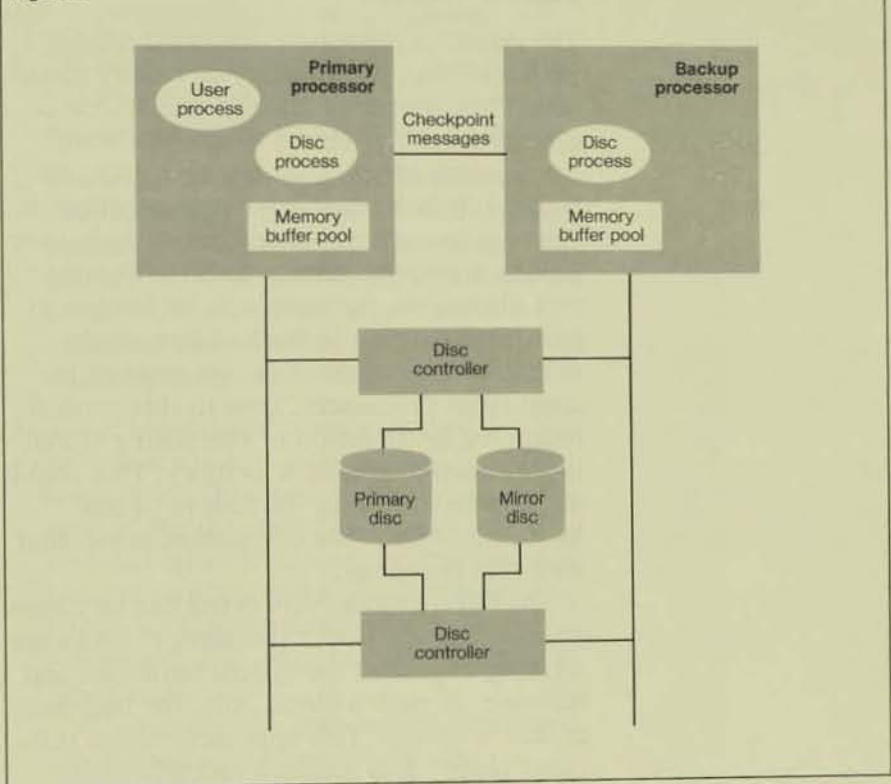 Primary
processor
User
process
Disc
process
Memory
buffer pool
Checkpoint
messages
Backup
processor
Disc
process
Memory
buffer pool
Disc
controller
Primary
disc
Mirror
disc
Disc
controller